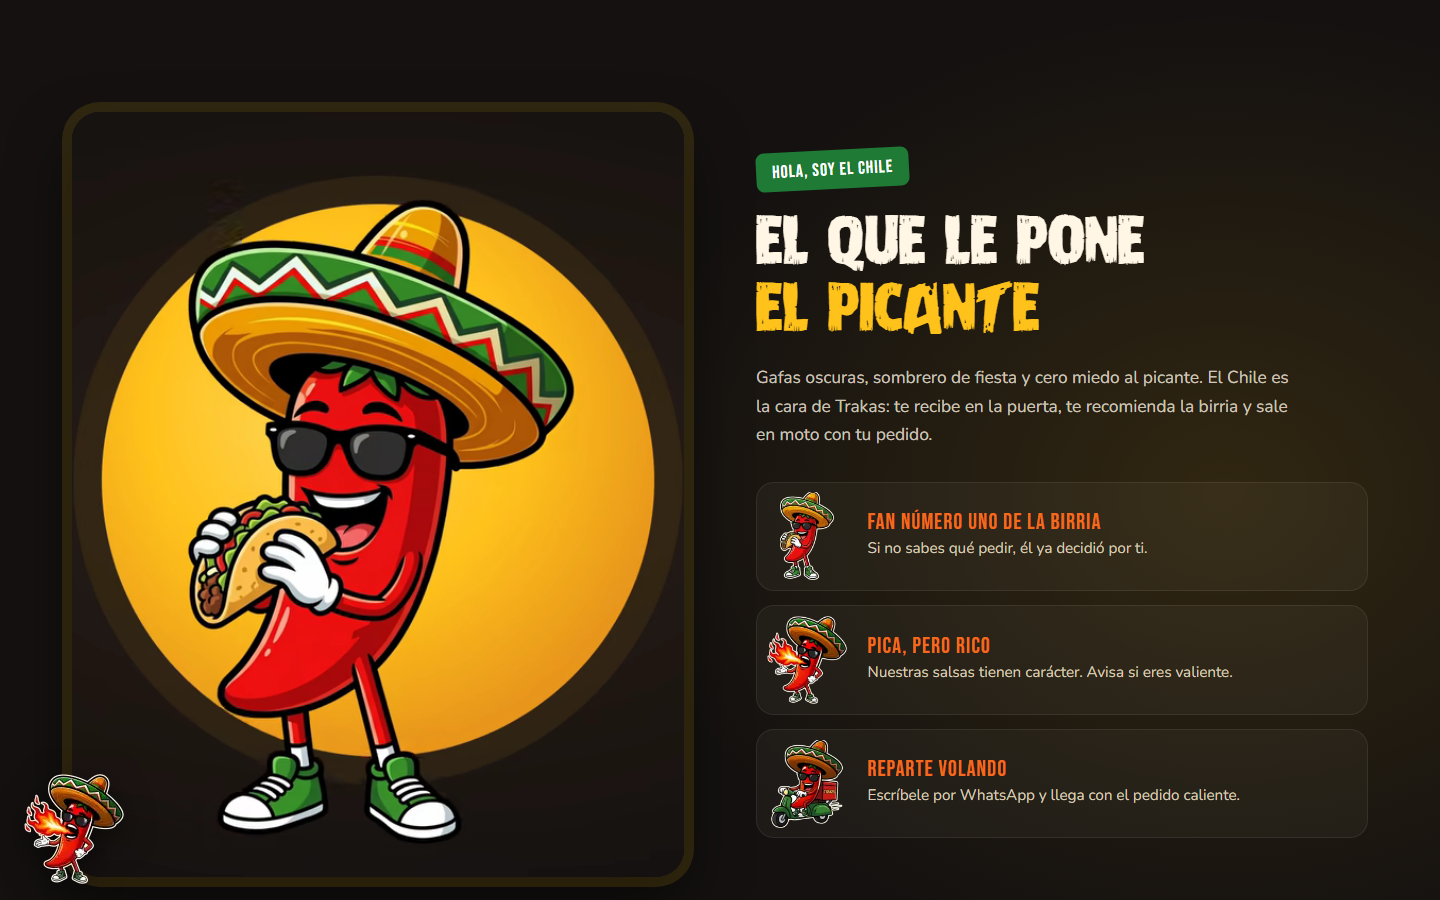 HOLA, SOY EL CHILE
EL QUE LE PONE
EL PICANTE
Gafas oscuras, sombrero de fiesta y cero miedo al picante. El Chile es
la cara de Trakas: te recibe en la puerta, te recomienda la birria y sale
en moto con tu pedido.
FAN NÚMERO UNO DE LA BIRRIA
Si no sabes qué pedir, él ya decidió por ti.
PICA, PERO RICO
Nuestras salsas tienen carácter. Avisa si eres valiente.
REPARTE VOLANDO
Escríbele por WhatsApp y llega con el pedido caliente.